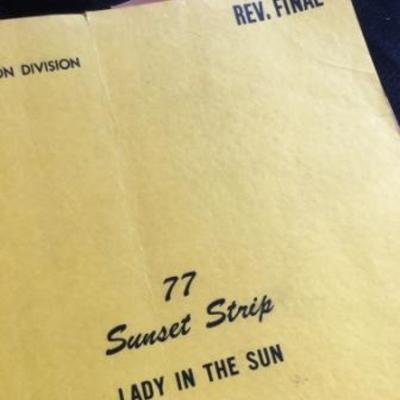 REV. FINAL
ON DIVISION
77
Sunset Strip
LADY IN THE SUN